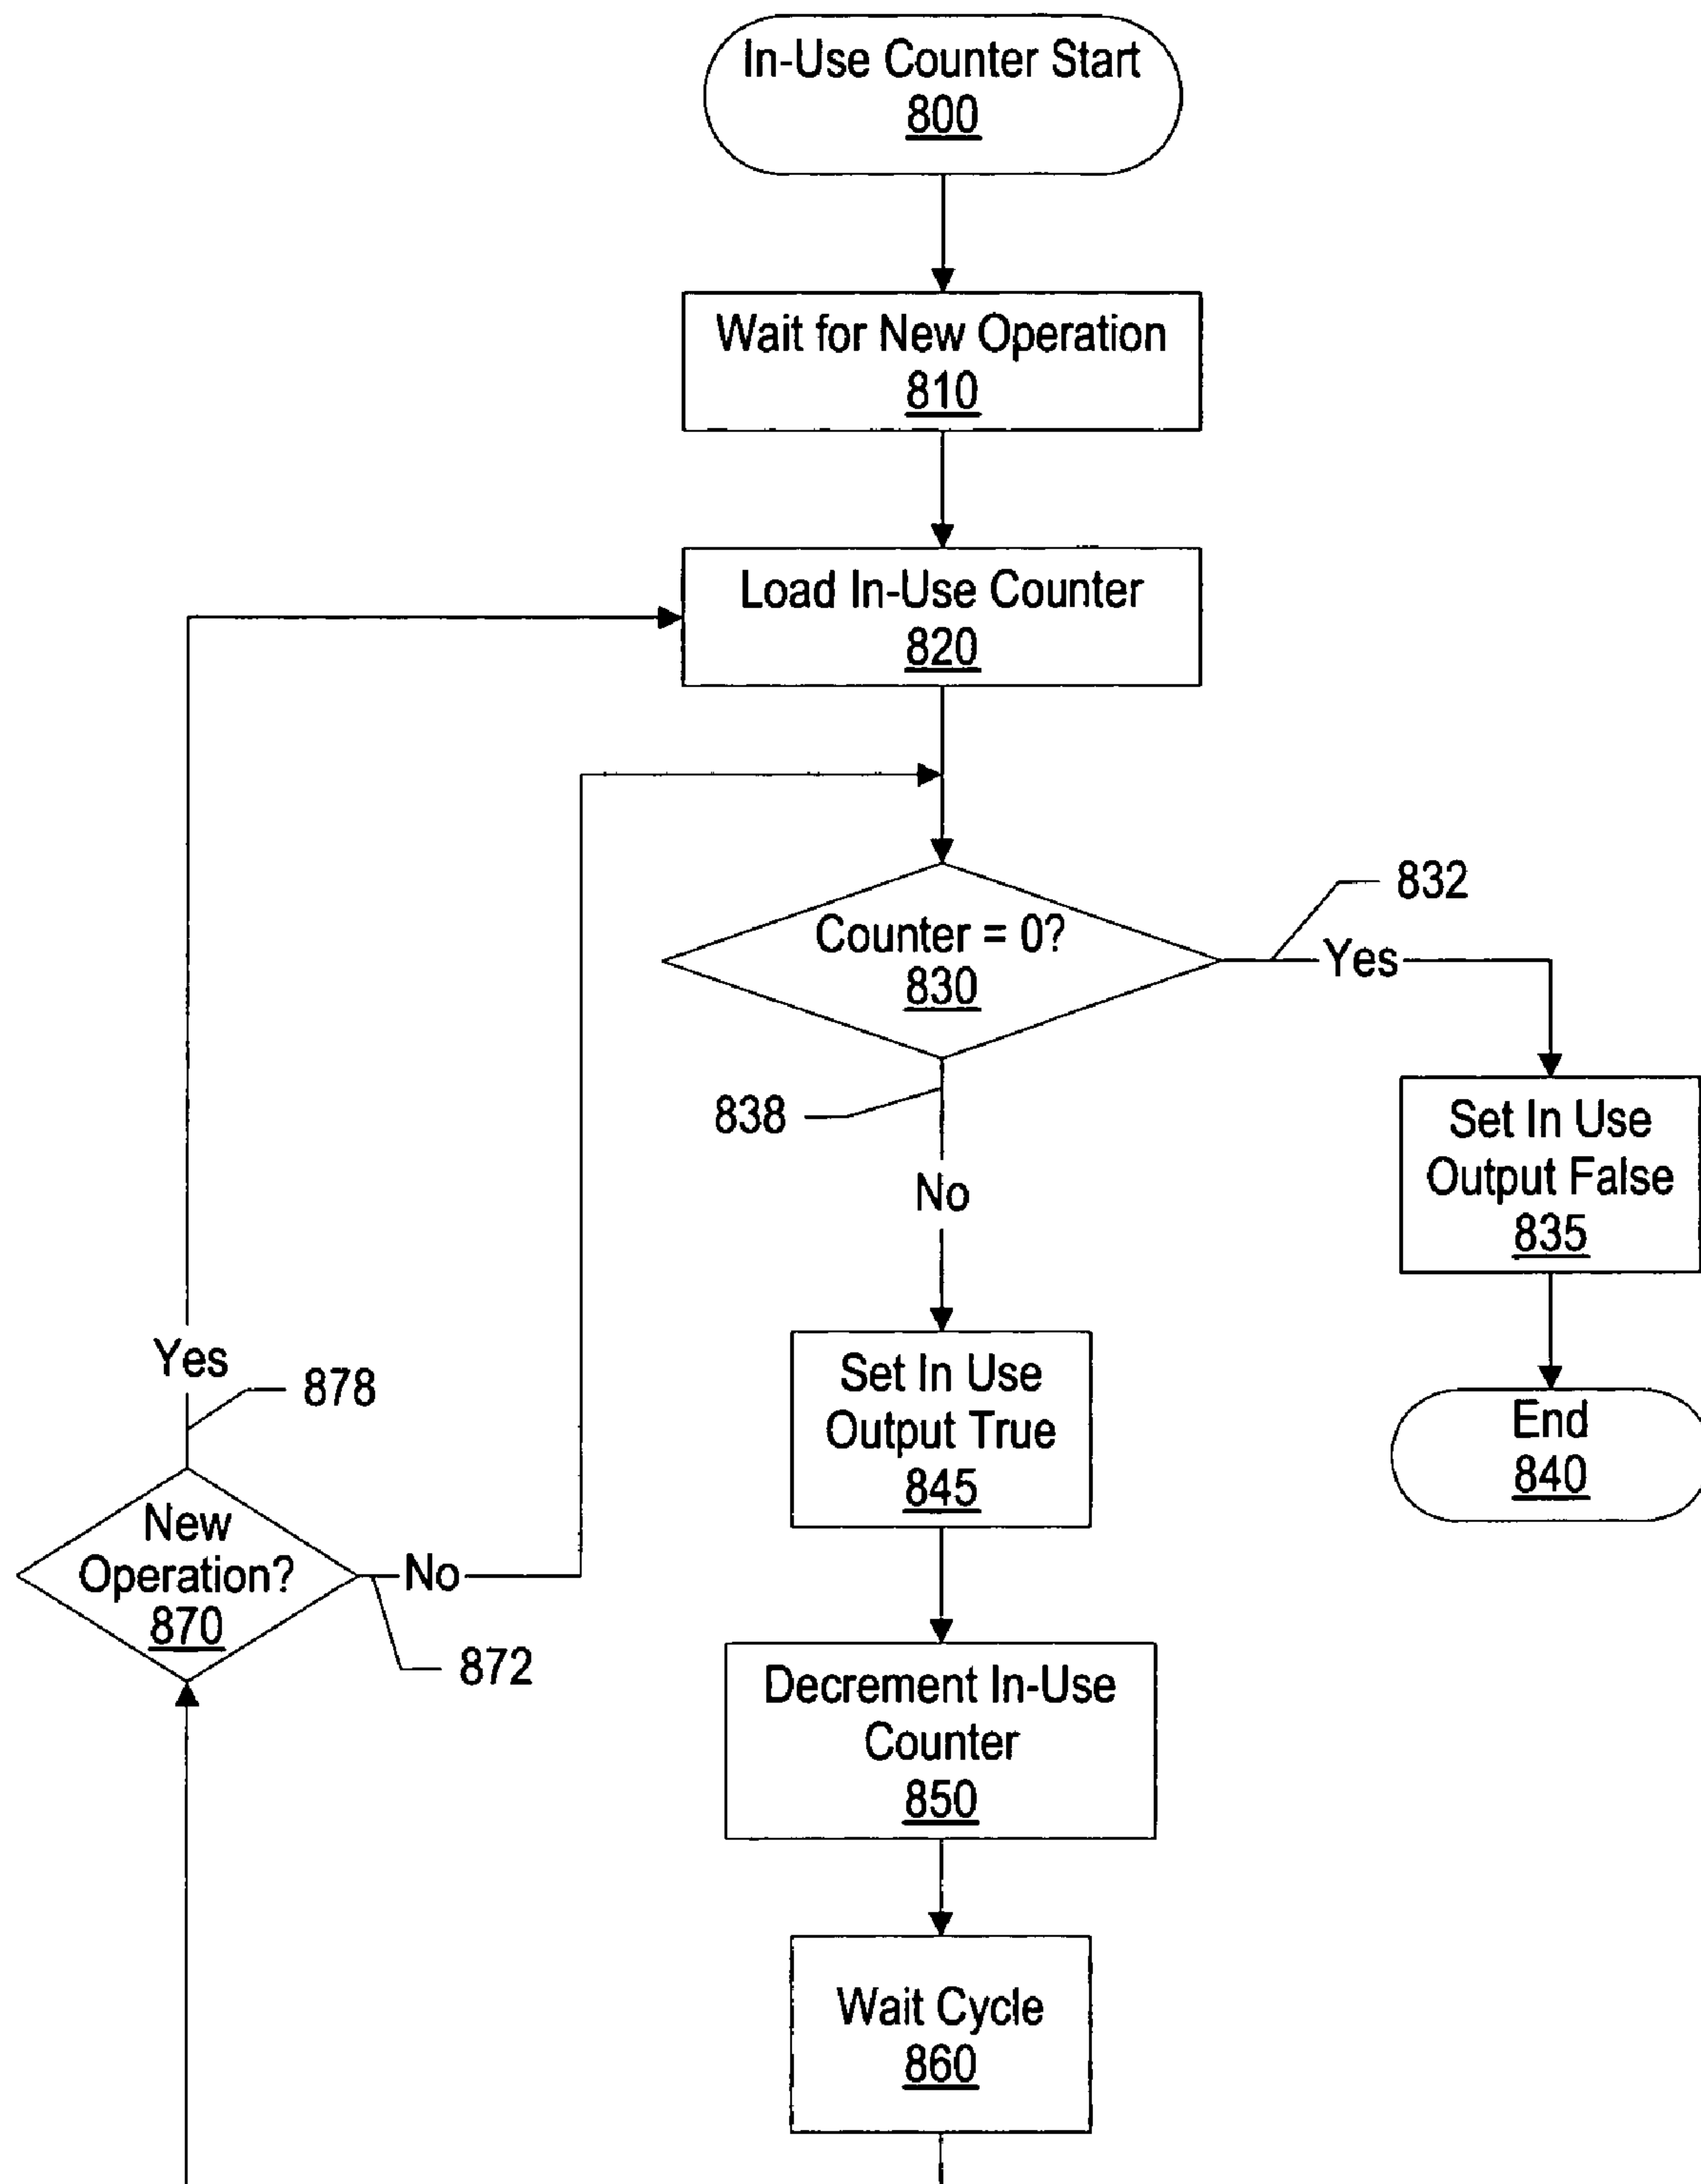 In-Use Counter Start
800
Wait for New Operation
810
Load In-Use Counter
820
Counter = 0?
830
832
Yes
838
No
Set In Use
Output False
835
End
840
Set In Use
Output True
845
Yes
878
New
Operation?
870
No
872
Decrement In-Use
Counter
850
Wait Cycle
860